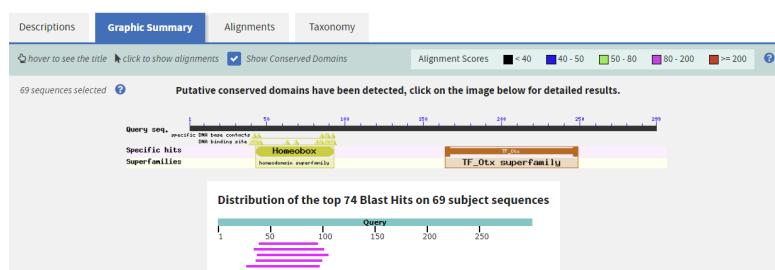 Descriptions Graphic Summary Alignments Taxonomy
hover to see the title click to show alignments Show Conserved Domains Alignment Scores < 40 40 - 50 50 - 80 80 - 200 >= 200 ?
69 sequences selected ? Putative conserved domains have been detected, click on the image below for detailed results.
1 50 100 150 200 250 299
Query seq.
specific DNA base contacts
DNA binding site
Specific hits Homeobox TF_Otx
Superfamilies homeodomain superfamily TF_Otx superfamily
Distribution of the top 74 Blast Hits on 69 subject sequences
Query
1 50 100 150 200 250